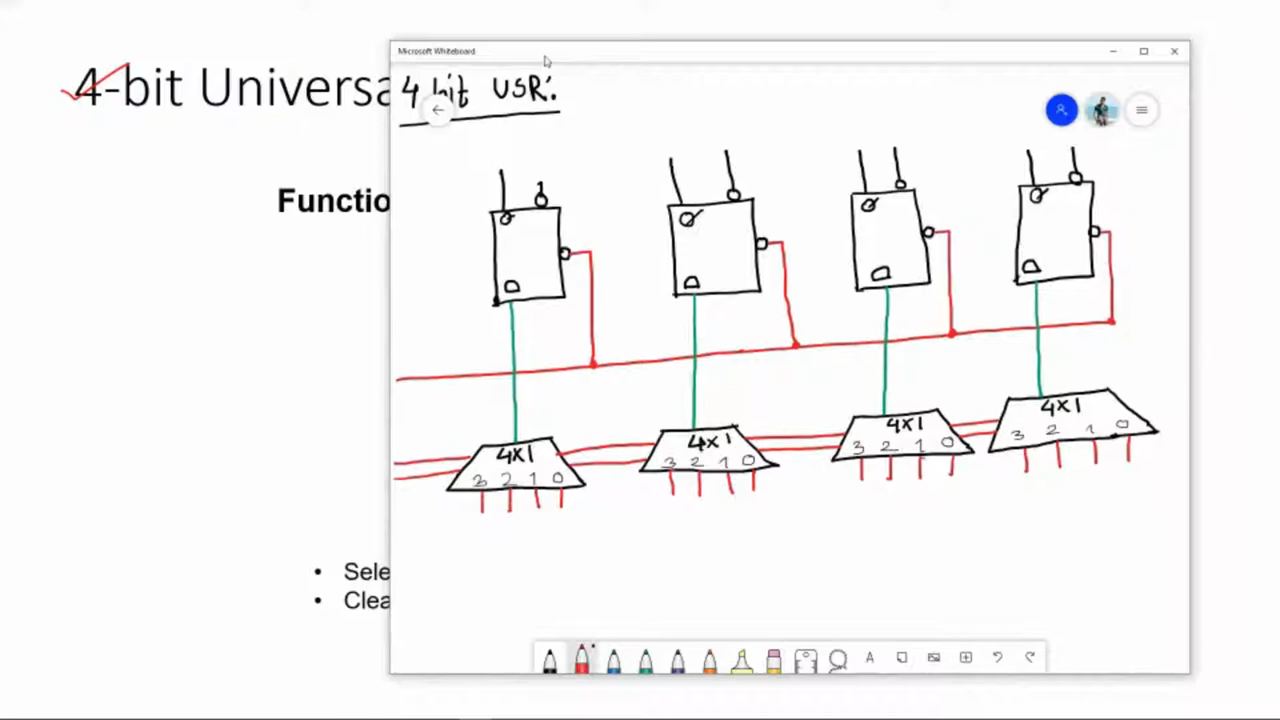 4-bit Universa
Microsoft Whiteboard
4 bit USR:
Functio
Q Q Q Q
D D D D
4x1 4x1 4x1 4x1
3 2 1 0 3 2 1 0 3 2 1 0 3 2 1 0
• Sele
• Clea
A